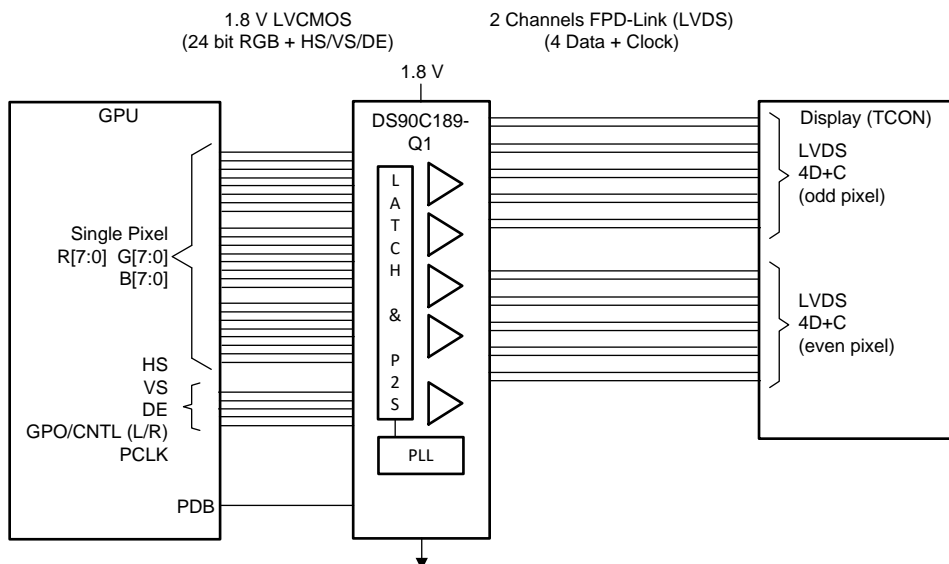 1.8 V LVCMOS
(24 bit RGB + HS/VS/DE)
2 Channels FPD-Link (LVDS)
(4 Data + Clock)
1.8 V
GPU
DS90C189-
Q1
Display (TCON)
LVDS
4D+C
(odd pixel)
Single Pixel
R[7:0] G[7:0]
B[7:0]
LATCH & P2S
LVDS
4D+C
(even pixel)
HS
VS
DE
GPO/CNTL (L/R)
PCLK
PLL
PDB